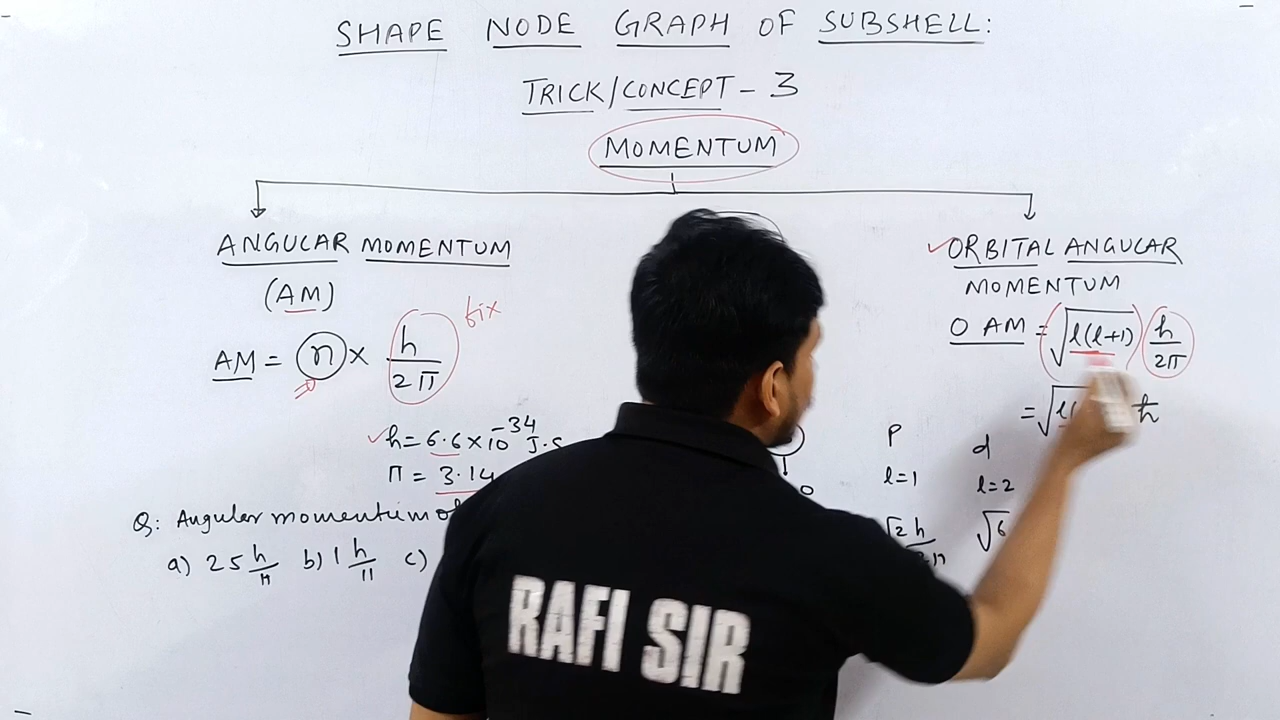 SHAPE NODE GRAPH OF SUBSHELL:
TRICK/CONCEPT - 3
MOMENTUM
ANGULAR MOMENTUM
(AM)
AM = n × h/2π
fix
h = 6.6 × 10^-34 J.s
π = 3.14
Q: Angular momentum of
a) 25 h/π b) 1 h/π c)
ORBITAL ANGULAR
MOMENTUM
OAM = √l(l+1) h/2π
= √l( ħ
P d
l=1 l=2
√2 h √6
RAFI SIR